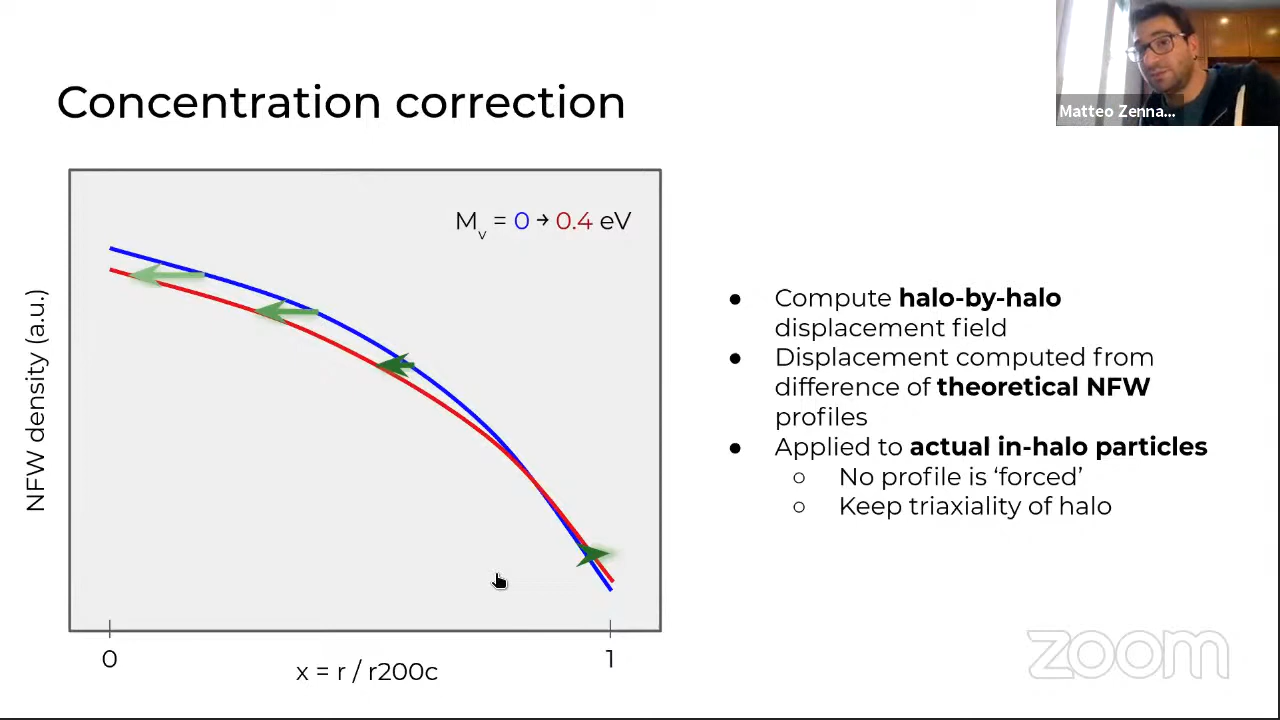 Concentration correction
Matteo Zenna...
Mν = 0 → 0.4 eV
NFW density (a.u.)
0
1
x = r / r200c
● Compute halo-by-halo
displacement field
● Displacement computed from
difference of theoretical NFW
profiles
● Applied to actual in-halo particles
○ No profile is ‘forced’
○ Keep triaxiality of halo
zoom